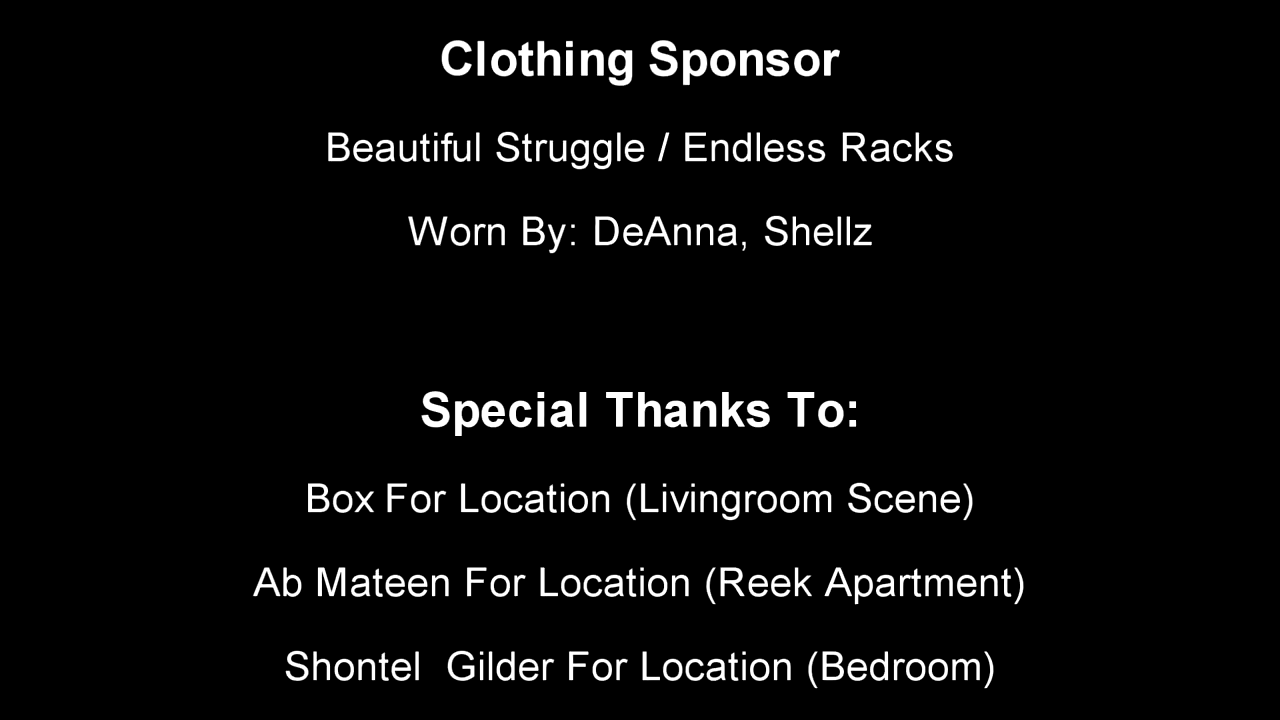 Clothing Sponsor
Beautiful Struggle / Endless Racks
Worn By: DeAnna, Shellz
Special Thanks To:
Box For Location (Livingroom Scene)
Ab Mateen For Location (Reek Apartment)
Shontel  Gilder For Location (Bedroom)